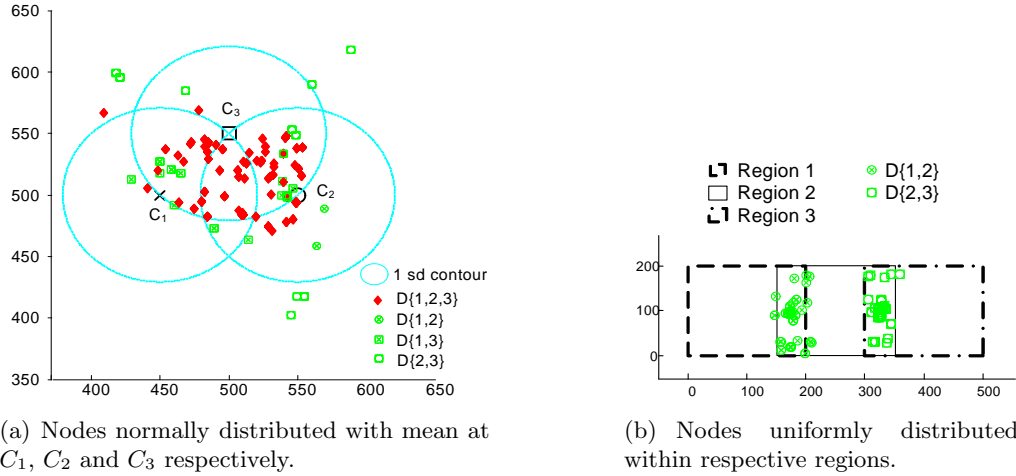 650
600
550
500
450
400
350
400
450
500
550
600
650
C₃
C₁
C₂
1 sd contour
D{1,2,3}
D{1,2}
D{1,3}
D{2,3}
(a) Nodes normally distributed with mean at
C₁, C₂ and C₃ respectively.
Region 1
Region 2
Region 3
D{1,2}
D{2,3}
200
100
0
0
100
200
300
400
500
(b) Nodes uniformly distributed
within respective regions.